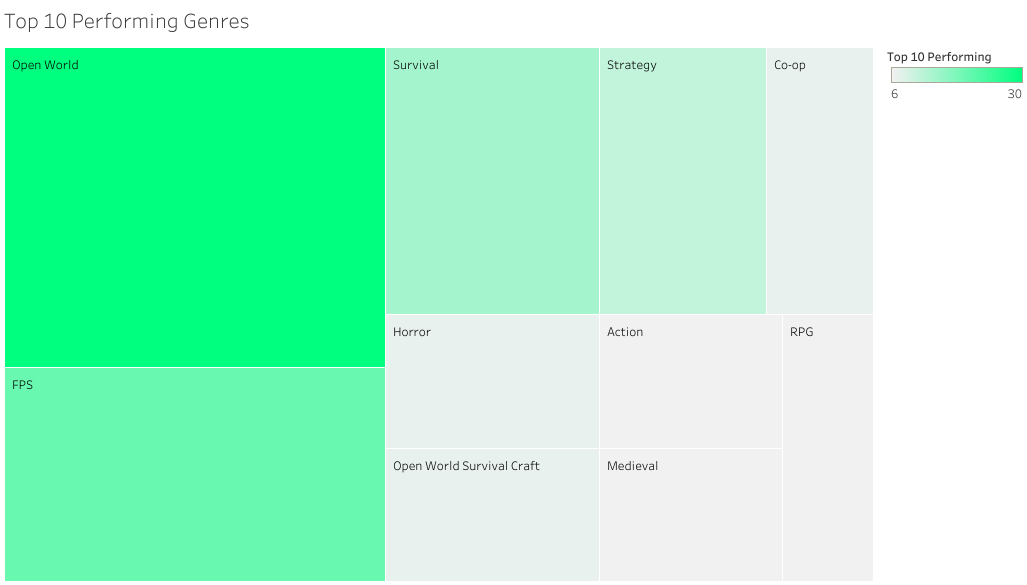 Top 10 Performing Genres
Open World
Survival
Strategy
Co-op
Top 10 Performing
6
30
Horror
Action
RPG
FPS
Open World Survival Craft
Medieval